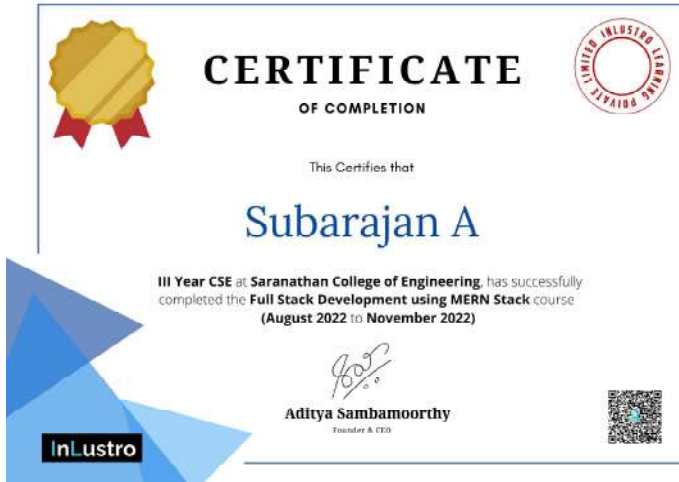 CERTIFICATE
OF COMPLETION
INLUSTRO LEARNING PRIVATE LIMITED
This Certifies that
Subarajan A
III Year CSE at Saranathan College of Engineering, has successfully
completed the Full Stack Development using MERN Stack course
(August 2022 to November 2022)
Aditya Sambamoorthy
Founder & CEO
InLustro